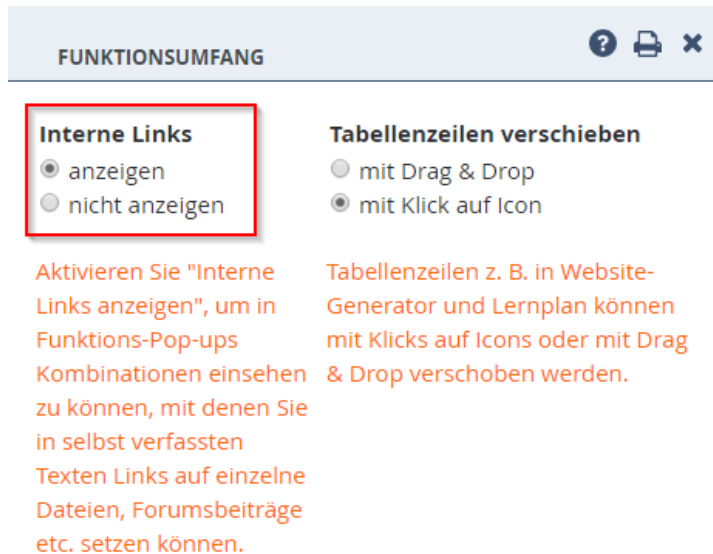 FUNKTIONSUMFANG
Interne Links
anzeigen
nicht anzeigen
Aktivieren Sie "Interne
Links anzeigen", um in
Funktions-Pop-ups
Kombinationen einsehen
zu können, mit denen Sie
in selbst verfassten
Texten Links auf einzelne
Dateien, Forumsbeiträge
etc. setzen können.
Tabellenzeilen verschieben
mit Drag & Drop
mit Klick auf Icon
Tabellenzeilen z. B. in Website-
Generator und Lernplan können
mit Klicks auf Icons oder mit Drag
& Drop verschoben werden.